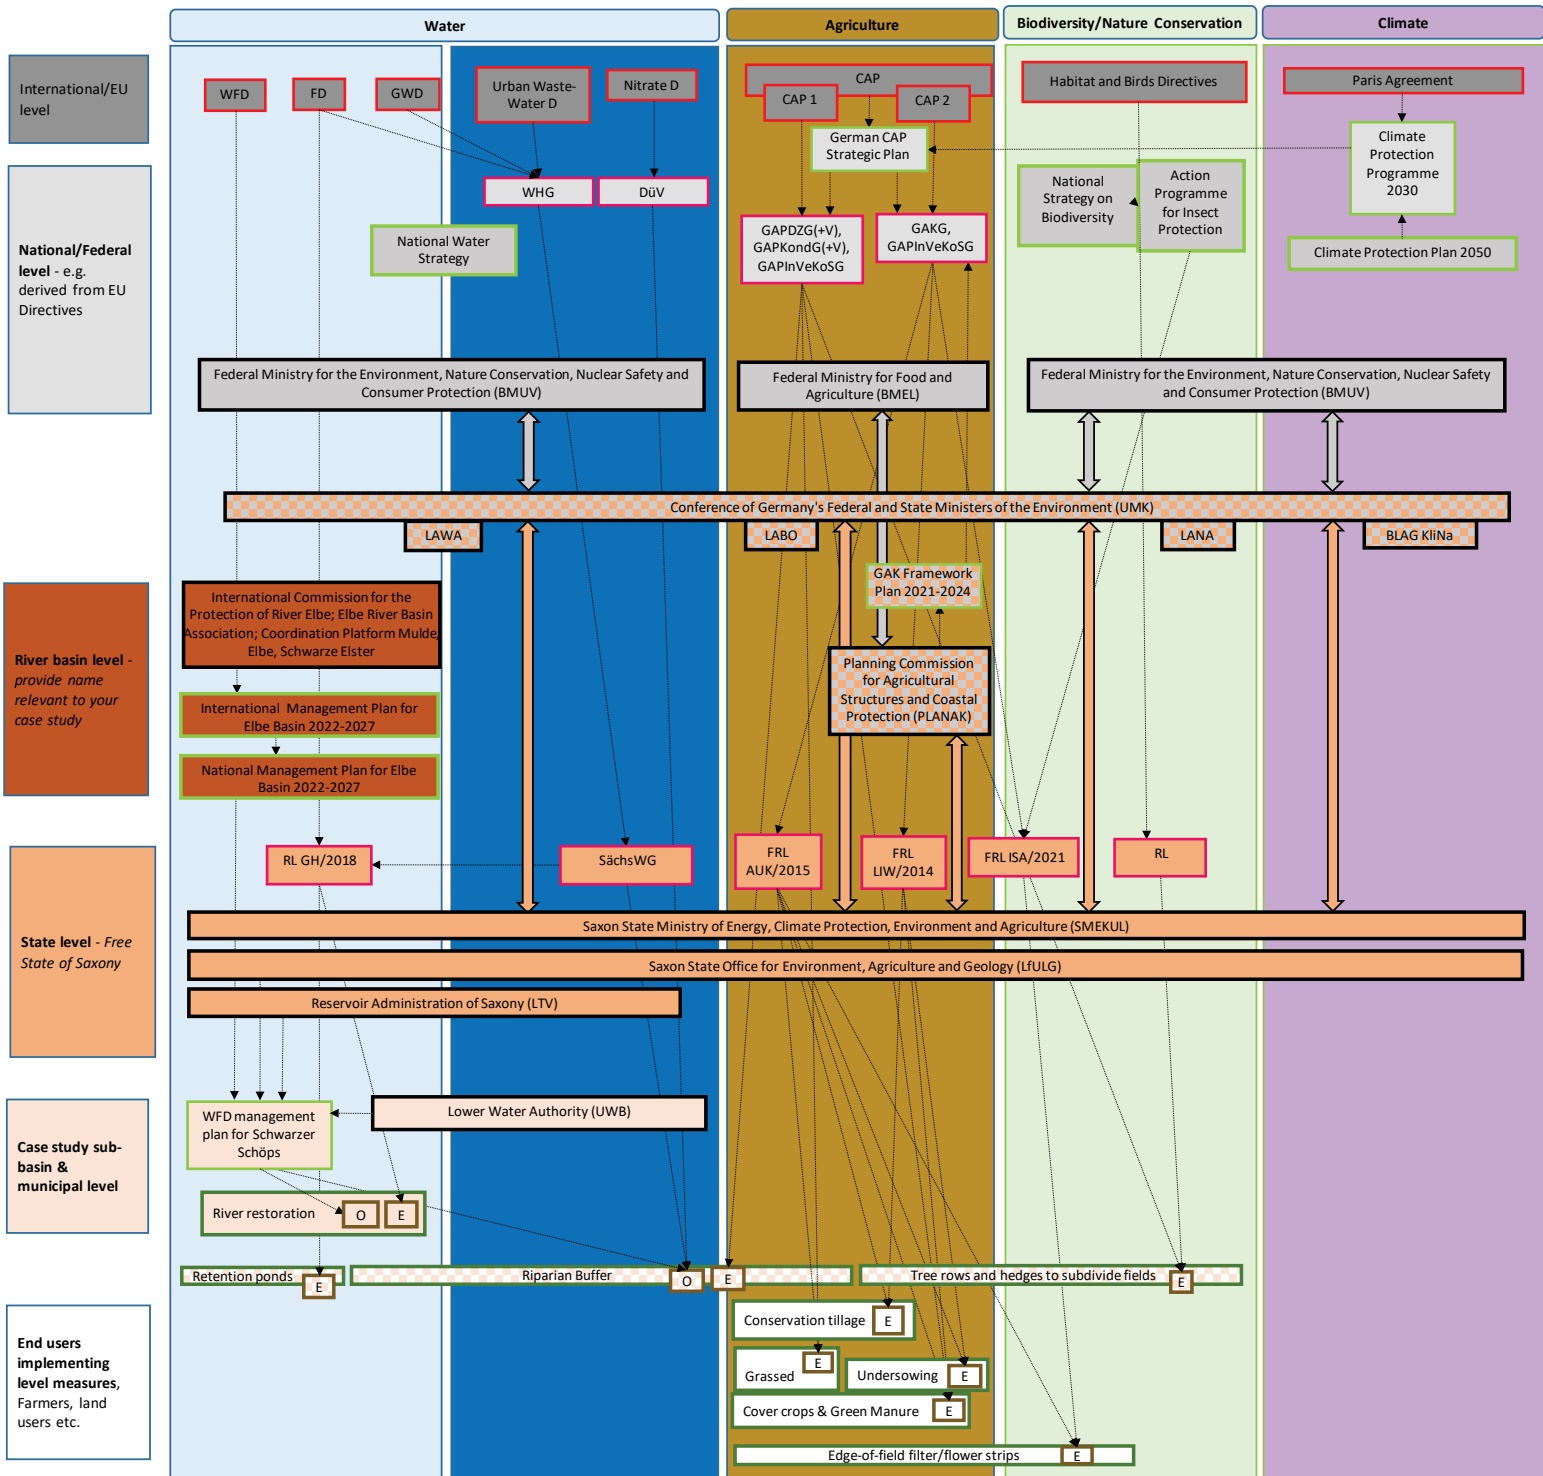 Water
Agriculture
Biodiversity/Nature Conservation
Climate
International/EU
level
WFD
FD
GWD
Urban Waste-
Water D
Nitrate D
CAP
CAP 1
CAP 2
German CAP
Strategic Plan
Habitat and Birds Directives
Paris Agreement
Climate
Protection
Programme
2030
National/Federal
level - e.g.
derived from EU
Directives
WHG
DüV
National Water
Strategy
GAPDZG(+V),
GAPKondG(+V),
GAPInVeKoSG
GAKG,
GAPInVeKoSG
National
Strategy on
Biodiversity
Action
Programme
for Insect
Protection
Climate Protection Plan 2050
Federal Ministry for the Environment, Nature Conservation, Nuclear Safety and
Consumer Protection (BMUV)
Federal Ministry for Food and
Agriculture (BMEL)
Federal Ministry for the Environment, Nature Conservation, Nuclear Safety
and Consumer Protection (BMUV)
Conference of Germany's Federal and State Ministers of the Environment (UMK)
LAWA
LABO
LANA
BLAG KliNa
GAK Framework
Plan 2021-2024
River basin level -
provide name
relevant to your
case study
International Commission for the
Protection of River Elbe; Elbe River Basin
Association; Coordination Platform Mulde,
Elbe, Schwarze Elster
Planning Commission
for Agricultural
Structures and Coastal
Protection (PLANAK)
International Management Plan for
Elbe Basin 2022-2027
National Management Plan for Elbe
Basin 2022-2027
State level - Free
State of Saxony
RL GH/2018
SächsWG
FRL
AUK/2015
FRL
LIW/2014
FRL ISA/2021
RL
Saxon State Ministry of Energy, Climate Protection, Environment and Agriculture (SMEKUL)
Saxon State Office for Environment, Agriculture and Geology (LfULG)
Reservoir Administration of Saxony (LTV)
Case study sub-
basin &
municipal level
WFD management
plan for Schwarzer
Schöps
Lower Water Authority (UWB)
River restoration
O
E
Retention ponds
E
Riparian Buffer
O
E
Tree rows and hedges to subdivide fields
E
End users
implementing
level measures,
Farmers, land
users etc.
Conservation tillage
E
Grassed
E
Undersowing
E
Cover crops & Green Manure
E
Edge-of-field filter/flower strips
E